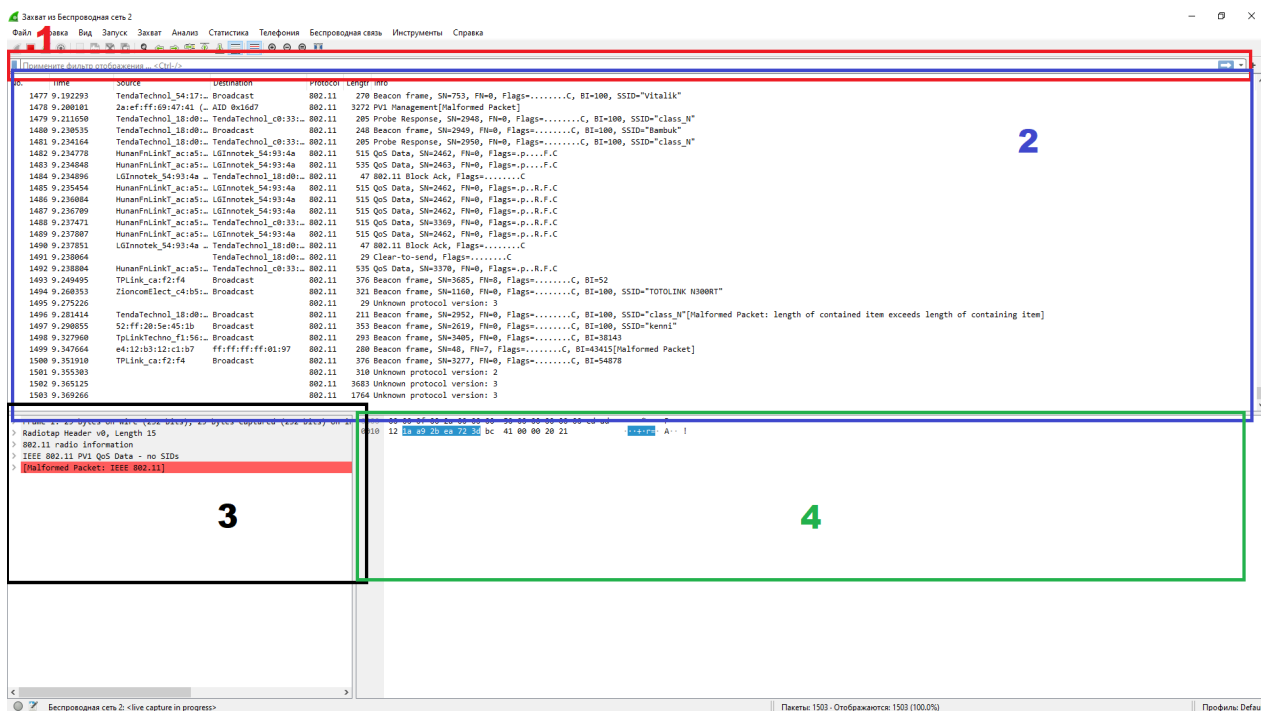 Захват из Беспроводная сеть 2
Файл Правка Вид Запуск Захват Анализ Статистика Телефония Беспроводная связь Инструменты Справка
1
Примените фильтр отображения ... <Ctrl-/>
No. Time Source Destination Protocol Length Info
1477 9.192293 TendaTechnol_54:17:… Broadcast 802.11 270 Beacon frame, SN=753, FN=0, Flags=........C, BI=100, SSID="Vitalik"
1478 9.200101 2a:ef:ff:69:47:41 (… AID 0x16d7 802.11 3272 PV1 Management[Malformed Packet]
1479 9.211650 TendaTechnol_18:d0:… TendaTechnol_c0:33:… 802.11 205 Probe Response, SN=2948, FN=0, Flags=........C, BI=100, SSID="class_N"
1480 9.230535 TendaTechnol_18:d0:… Broadcast 802.11 248 Beacon frame, SN=2949, FN=0, Flags=........C, BI=100, SSID="Bambuk"
1481 9.234164 TendaTechnol_18:d0:… TendaTechnol_c0:33:… 802.11 205 Probe Response, SN=2950, FN=0, Flags=........C, BI=100, SSID="class_N"
1482 9.234778 HunanFnLinkT_ac:a5:… LGInnotek_54:93:4a 802.11 515 QoS Data, SN=2462, FN=0, Flags=.p....F.C
1483 9.234848 HunanFnLinkT_ac:a5:… LGInnotek_54:93:4a 802.11 535 QoS Data, SN=2463, FN=0, Flags=.p....F.C
1484 9.234896 LGInnotek_54:93:4a … TendaTechnol_18:d0:… 802.11 47 802.11 Block Ack, Flags=........C
1485 9.235454 HunanFnLinkT_ac:a5:… LGInnotek_54:93:4a 802.11 515 QoS Data, SN=2462, FN=0, Flags=.p..R.F.C
1486 9.236084 HunanFnLinkT_ac:a5:… LGInnotek_54:93:4a 802.11 515 QoS Data, SN=2462, FN=0, Flags=.p..R.F.C
1487 9.236709 HunanFnLinkT_ac:a5:… LGInnotek_54:93:4a 802.11 515 QoS Data, SN=2462, FN=0, Flags=.p..R.F.C
1488 9.237471 HunanFnLinkT_ac:a5:… TendaTechnol_c0:33:… 802.11 515 QoS Data, SN=3369, FN=0, Flags=.p..R.F.C
1489 9.237807 HunanFnLinkT_ac:a5:… LGInnotek_54:93:4a 802.11 515 QoS Data, SN=2462, FN=0, Flags=.p..R.F.C
1490 9.237851 LGInnotek_54:93:4a … TendaTechnol_18:d0:… 802.11 47 802.11 Block Ack, Flags=........C
1491 9.238064 TendaTechnol_18:d0:… 802.11 29 Clear-to-send, Flags=........C
1492 9.238804 HunanFnLinkT_ac:a5:… TendaTechnol_c0:33:… 802.11 535 QoS Data, SN=3370, FN=0, Flags=.p..R.F.C
1493 9.249495 TPLink_ca:f2:f4 Broadcast 802.11 376 Beacon frame, SN=3685, FN=8, Flags=........C, BI=52
1494 9.260353 ZioncomElect_c4:b5:… Broadcast 802.11 321 Beacon frame, SN=1160, FN=0, Flags=........C, BI=100, SSID="TOTOLINK N300RT"
1495 9.275226 802.11 29 Unknown protocol version: 3
1496 9.281414 TendaTechnol_18:d0:… Broadcast 802.11 211 Beacon frame, SN=2952, FN=0, Flags=........C, BI=100, SSID="class_N"[Malformed Packet: length of contained item exceeds length of containing item]
1497 9.290855 52:ff:20:5e:45:1b Broadcast 802.11 353 Beacon frame, SN=2619, FN=0, Flags=........C, BI=100, SSID="kenni"
1498 9.327960 TpLinkTechno_f1:56:… Broadcast 802.11 293 Beacon frame, SN=3405, FN=0, Flags=........C, BI=38143
1499 9.347664 e4:12:b3:12:c1:b7 ff:ff:ff:ff:01:97 802.11 280 Beacon frame, SN=48, FN=7, Flags=........C, BI=43415[Malformed Packet]
1500 9.351910 TPLink_ca:f2:f4 Broadcast 802.11 376 Beacon frame, SN=3277, FN=0, Flags=........C, BI=54878
1501 9.355303 802.11 310 Unknown protocol version: 2
1502 9.365125 802.11 3683 Unknown protocol version: 3
1503 9.369266 802.11 1764 Unknown protocol version: 3
2
Radiotap Header v0, Length 15
802.11 radio information
IEEE 802.11 PV1 QoS Data - no SIDs
[Malformed Packet: IEEE 802.11]
3
12 1a a9 2b ea 72 3d bc 41 00 00 20 21 ···+·r=· A·· !
4
Беспроводная сеть 2: <live capture in progress>
Пакеты: 1503 · Отображаются: 1503 (100.0%)
Профиль: Defau